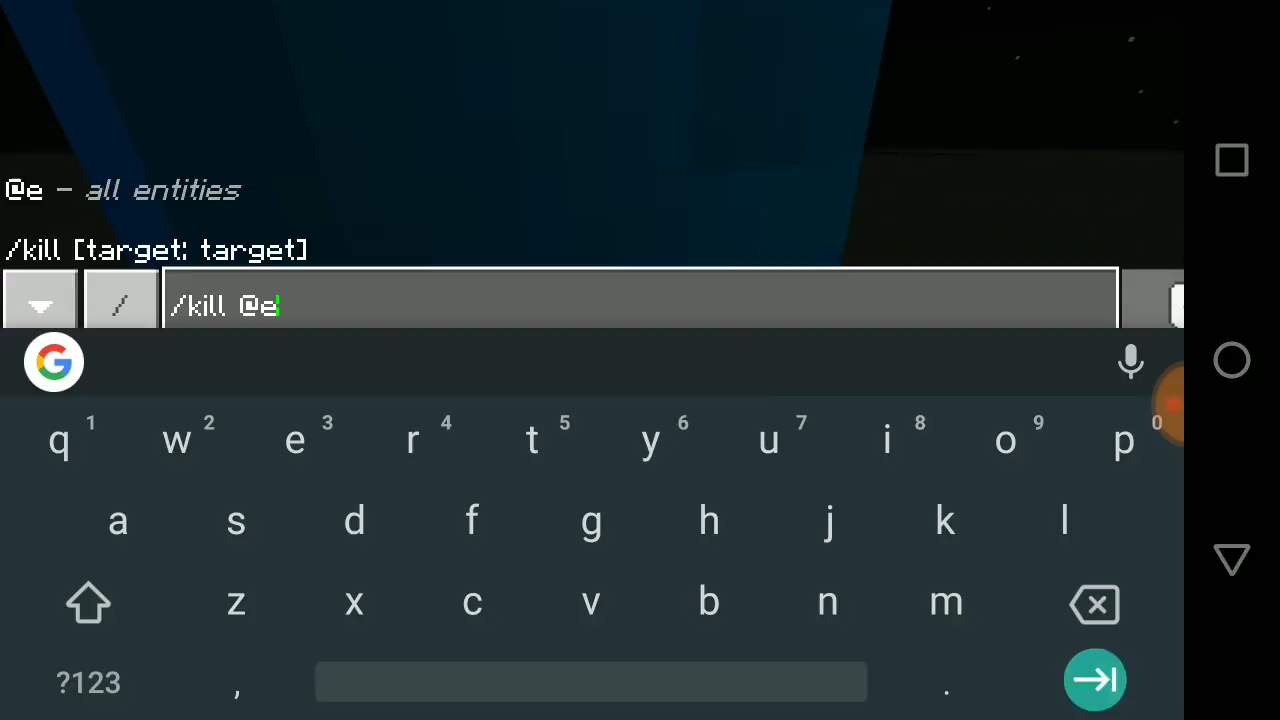 @e - all entities
/kill [target: target]
/
/kill @e
G
q 1 w 2 e 3 r 4 t 5 y 6 u 7 i 8 o 9 p 0
a s d f g h j k l
z x c v b n m
?123 , .